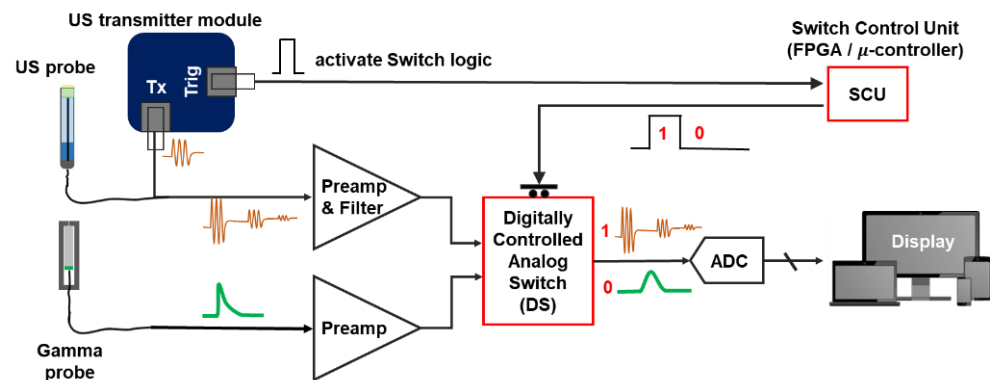 US transmitter module
Switch Control Unit
(FPGA / μ-controller)
US probe
Tx
Trig
activate Switch logic
SCU
1 0
Preamp
& Filter
Digitally
Controlled
Analog
Switch
(DS)
1
0
ADC
Display
Preamp
Gamma
probe